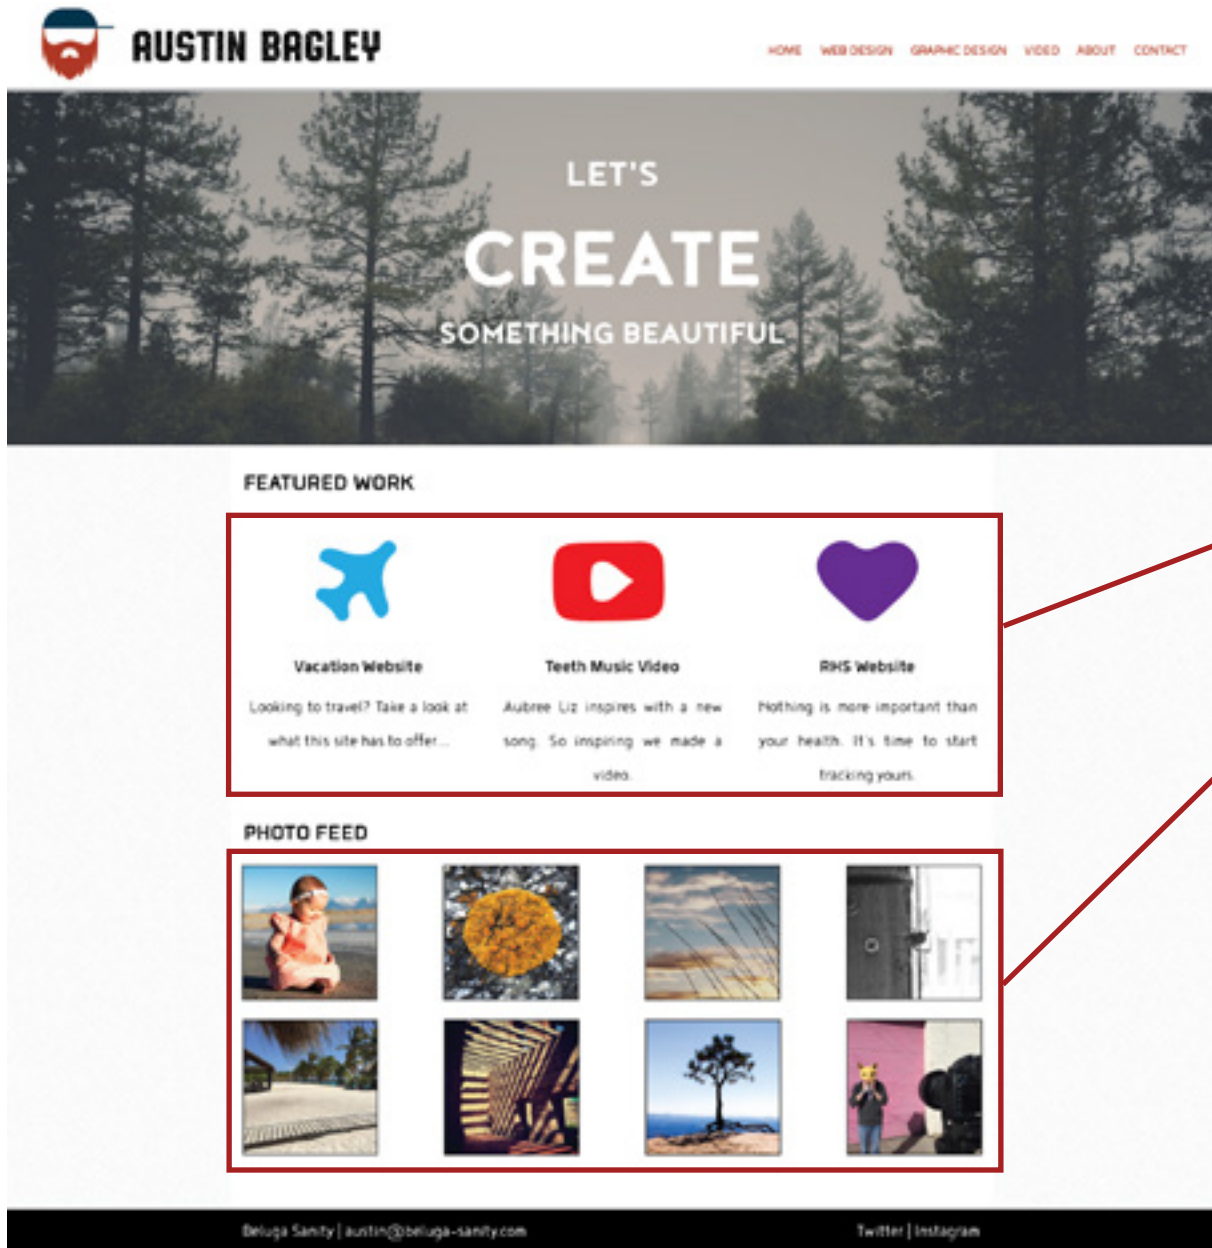 AUSTIN BAGLEY
HOME WEB DESIGN GRAPHIC DESIGN VIDEO ABOUT CONTACT
LET'S
CREATE
SOMETHING BEAUTIFUL
FEATURED WORK
Vacation Website
Looking to travel? Take a look at
what this site has to offer...
Teeth Music Video
Aubree Liz inspires with a new
song. So inspiring we made a
video.
RHS Website
Nothing is more important than
your health. It's time to start
tracking yours.
PHOTO FEED
Beluga Sanity | austin@beluga-sanity.com
Twitter | Instagram